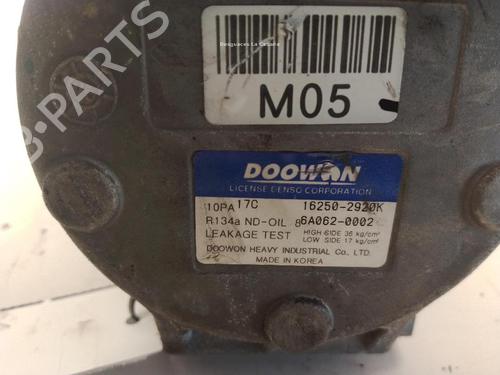 Desguaces La Cabaña
M05
B-PARTS
DOOWON
LICENSE DENSO CORPORATION
10PA17C 16250-2920K
R134a ND-OIL 8 6A062-0002
LEAKAGE TEST HIGH SIDE 36 kg/cm²
LOW SIDE 17 kg/cm²
DOOWON HEAVY INDUSTRIAL Co., LTD.
MADE IN KOREA